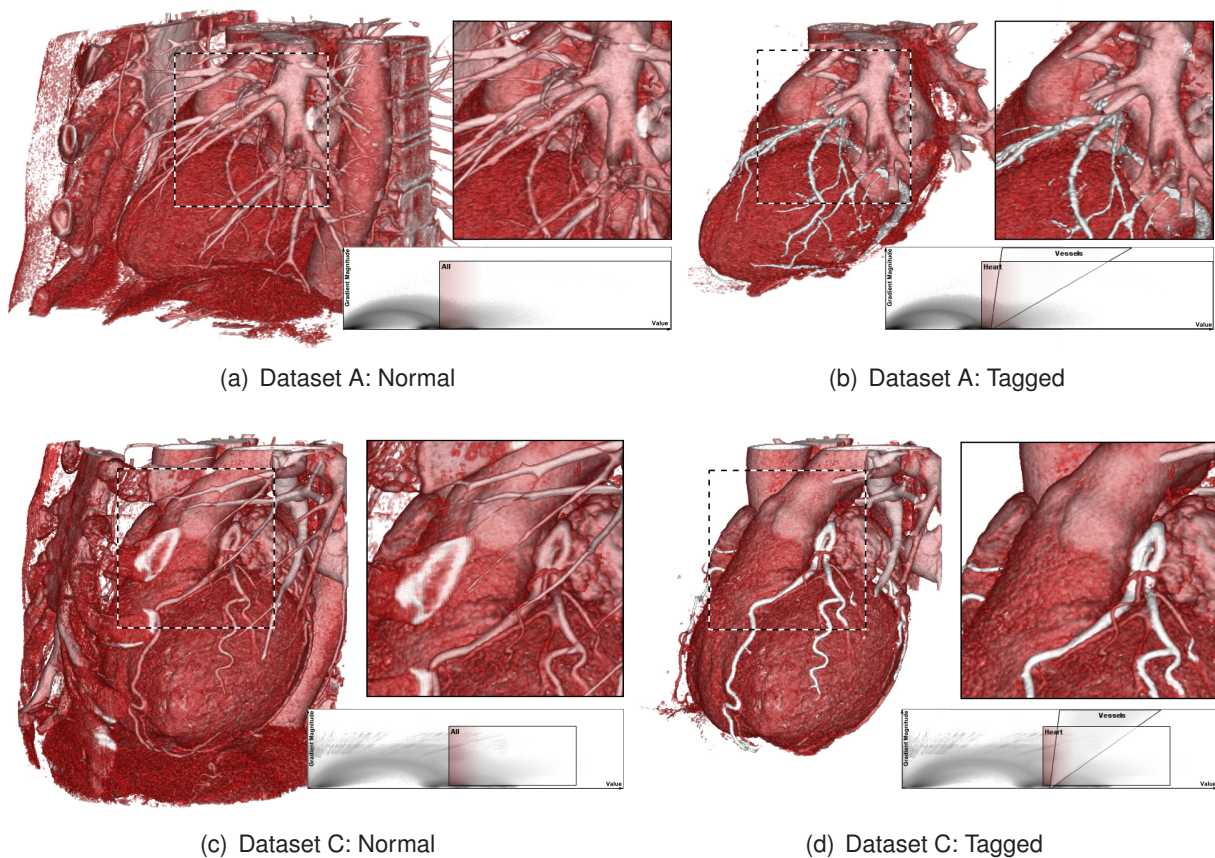 Gradient Magnitude
All
Value
Gradient Magnitude
Vessels
Heart
Value
(a) Dataset A: Normal
(b) Dataset A: Tagged
Gradient Magnitude
All
Value
Gradient Magnitude
Vessels
Heart
Value
(c) Dataset C: Normal
(d) Dataset C: Tagged